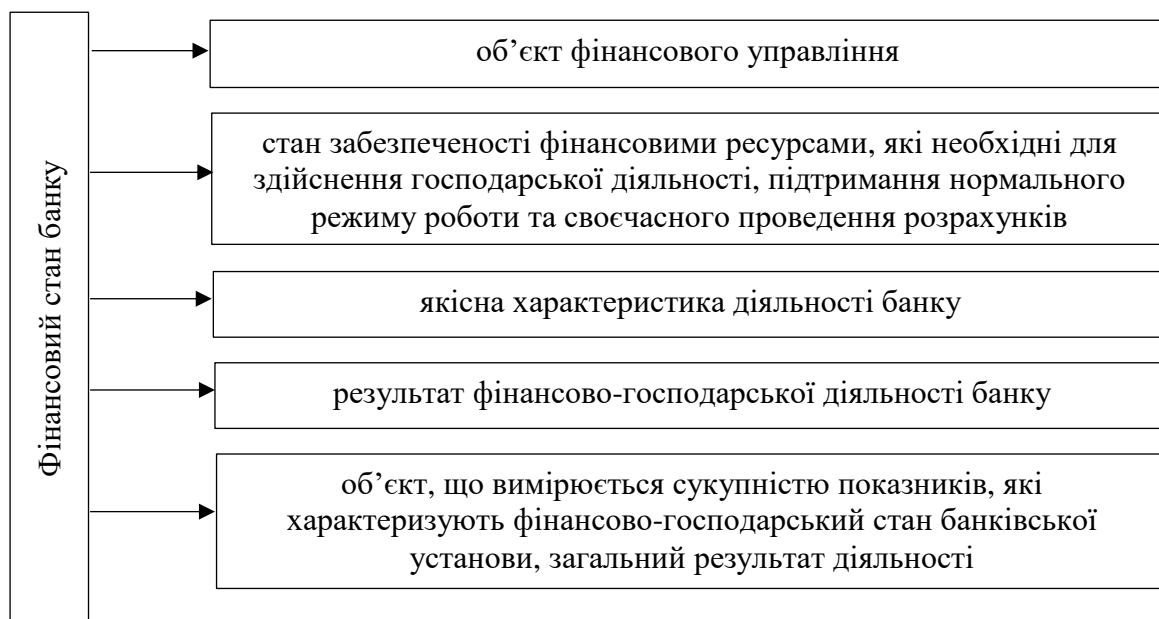 Фінансовий стан банку
об’єкт фінансового управління
стан забезпеченості фінансовими ресурсами, які необхідні для
здійснення господарської діяльності, підтримання нормального
режиму роботи та своєчасного проведення розрахунків
якісна характеристика діяльності банку
результат фінансово-господарської діяльності банку
об’єкт, що вимірюється сукупністю показників, які
характеризують фінансово-господарський стан банківської
установи, загальний результат діяльності